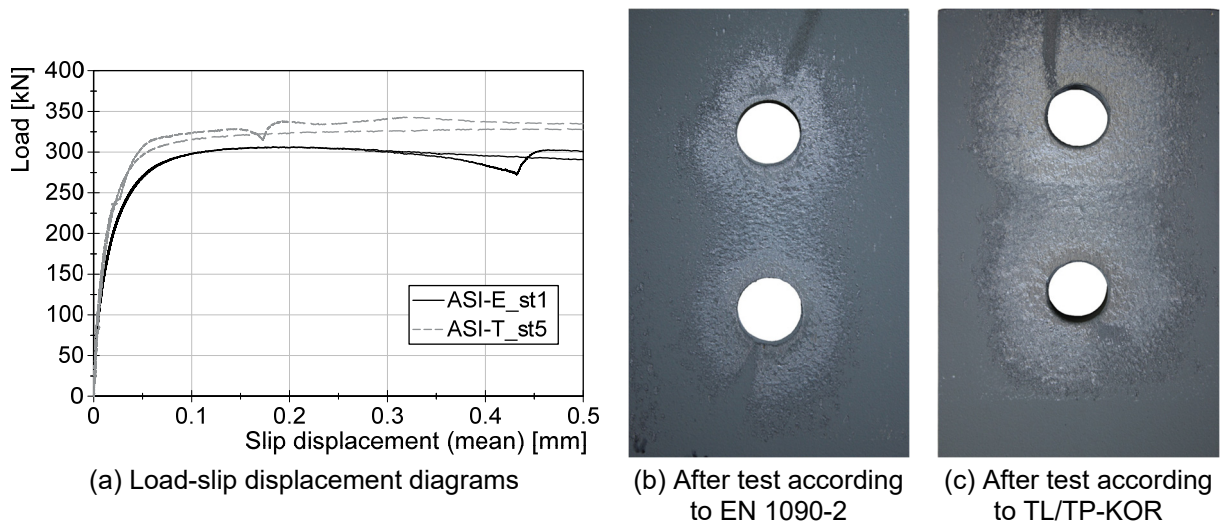 Load [kN]
400
350
300
250
200
150
100
50
0
ASI-E_st1
ASI-T_st5
0 0.1 0.2 0.3 0.4 0.5
Slip displacement (mean) [mm]
(a) Load-slip displacement diagrams
(b) After test according
to EN 1090-2
(c) After test according
to TL/TP-KOR